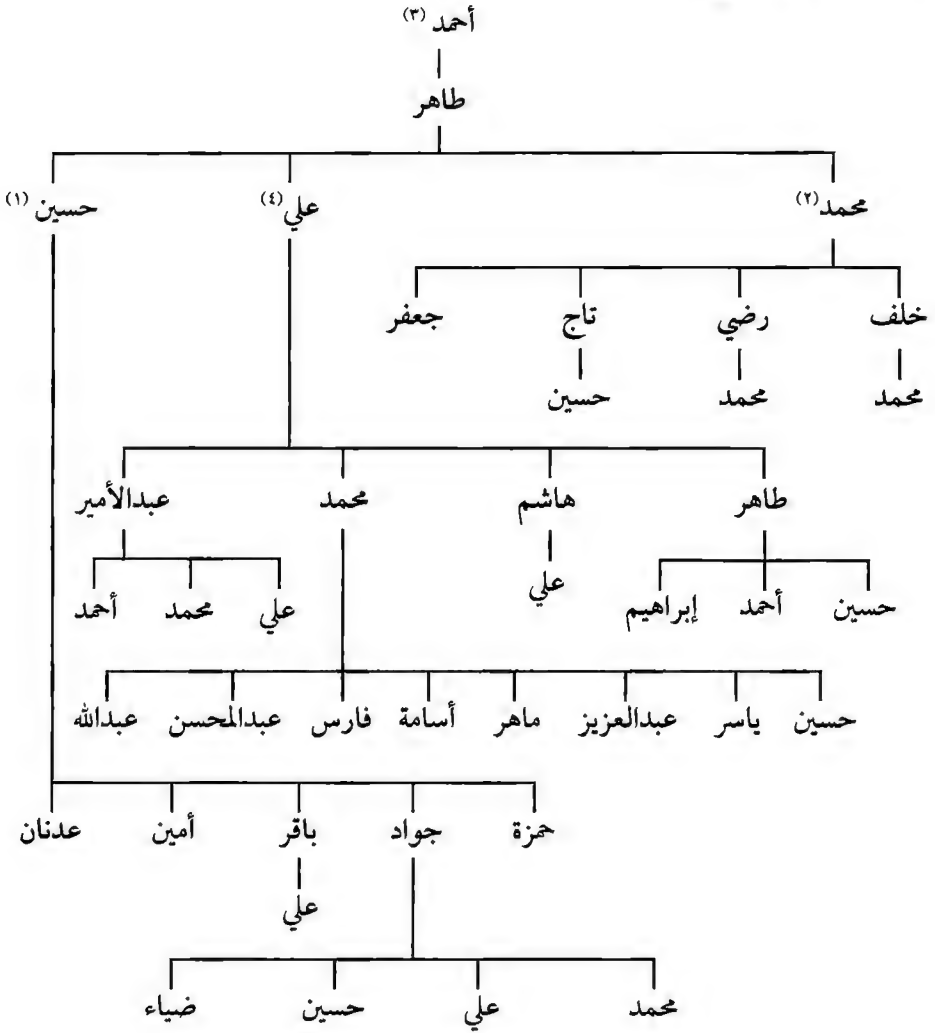 أحمد (٣)
طاهر
محمد (٢) علي (٤) حسين (١)
خلف رضي تاج جعفر
محمد محمد حسين
طاهر هاشم محمد عبدالأمير
علي
حسين أحمد إبراهيم علي محمد أحمد
حسين ياسر عبدالعزيز ماهر أسامة فارس عبدالمحسن عبدالله
حمزة جواد باقر أمين عدنان
علي
محمد علي حسين ضياء